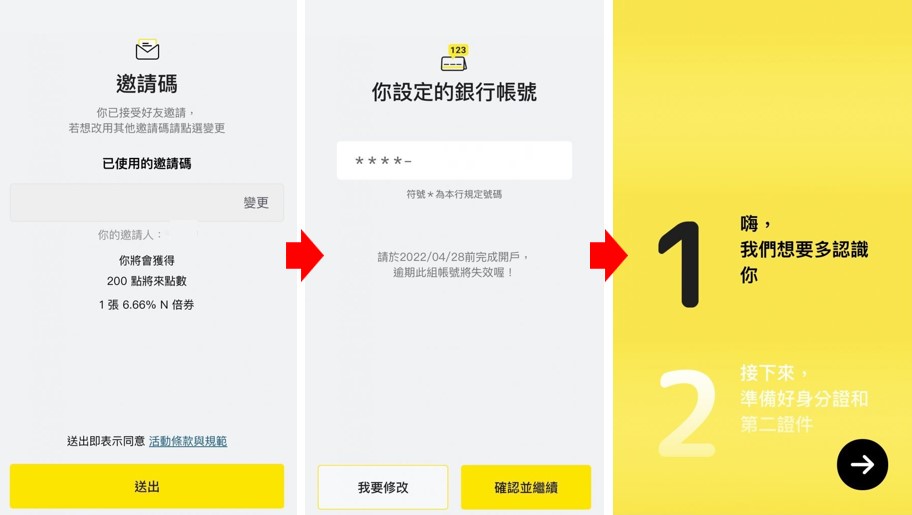 邀請碼
你已接受好友邀請，
若想改用其他邀請碼請點選變更
已使用的邀請碼
變更
你的邀請人：
你將會獲得
200 點將來點數
1 張 6.66% N 倍券
送出即表示同意 活動條款與規範
送出
123
你設定的銀行帳號
＊＊＊＊-
符號＊為本行規定號碼
請於2022/04/28前完成開戶，
逾期此組帳號將失效喔！
我要修改
確認並繼續
1
嗨，
我們想要多認識
你
2
接下來，
準備好身分證和
第二證件